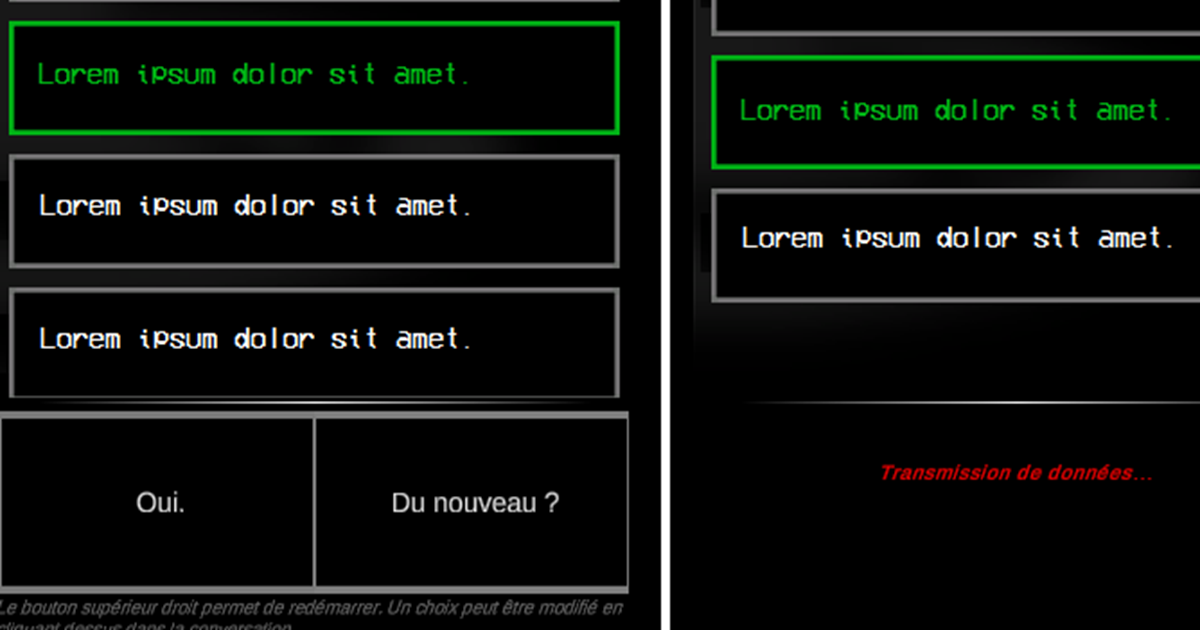 Lorem ipsum dolor sit amet.
Lorem ipsum dolor sit amet.
Lorem ipsum dolor sit amet.
Oui.
Du nouveau ?
Le bouton supérieur droit permet de redémarrer. Un choix peut être modifié en
cliquant dessus dans la conversation.
Lorem ipsum dolor sit amet.
Lorem ipsum dolor sit amet.
Transmission de données...